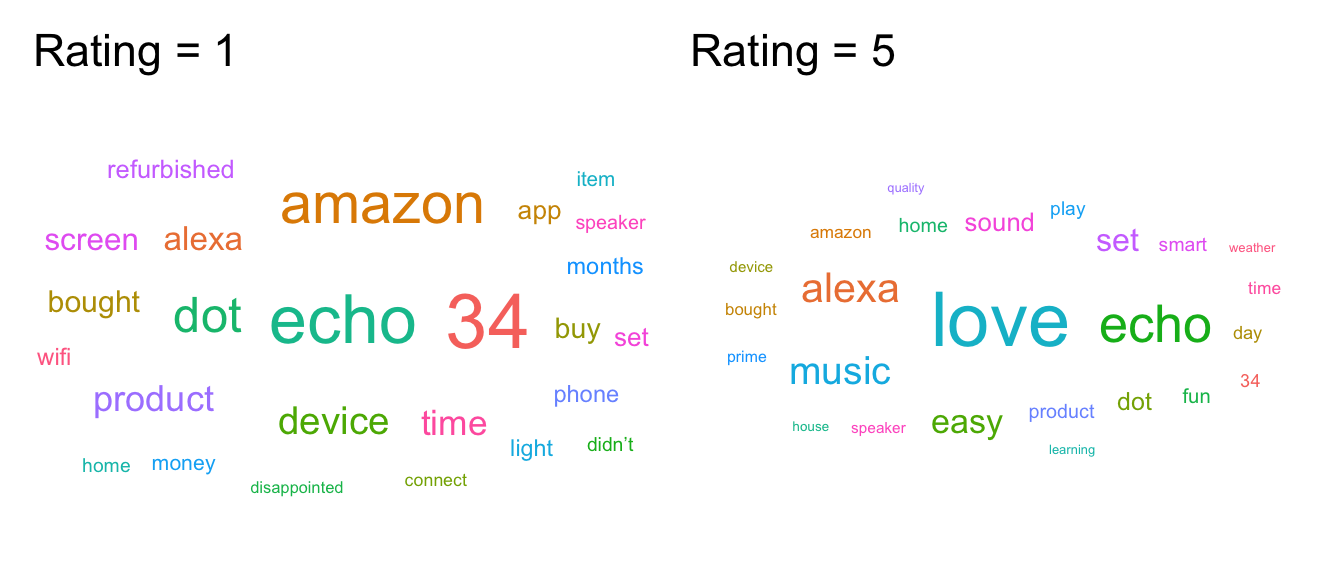 Rating = 1
refurbished
item
amazon
app
speaker
screen
alexa
months
bought
dot
echo
34
buy
set
wifi
product
phone
device
time
light
didn’t
home
money
disappointed
connect
Rating = 5
quality
play
home
sound
amazon
set
smart
weather
device
alexa
time
bought
love
echo
day
prime
music
34
fun
dot
product
easy
house
speaker
learning